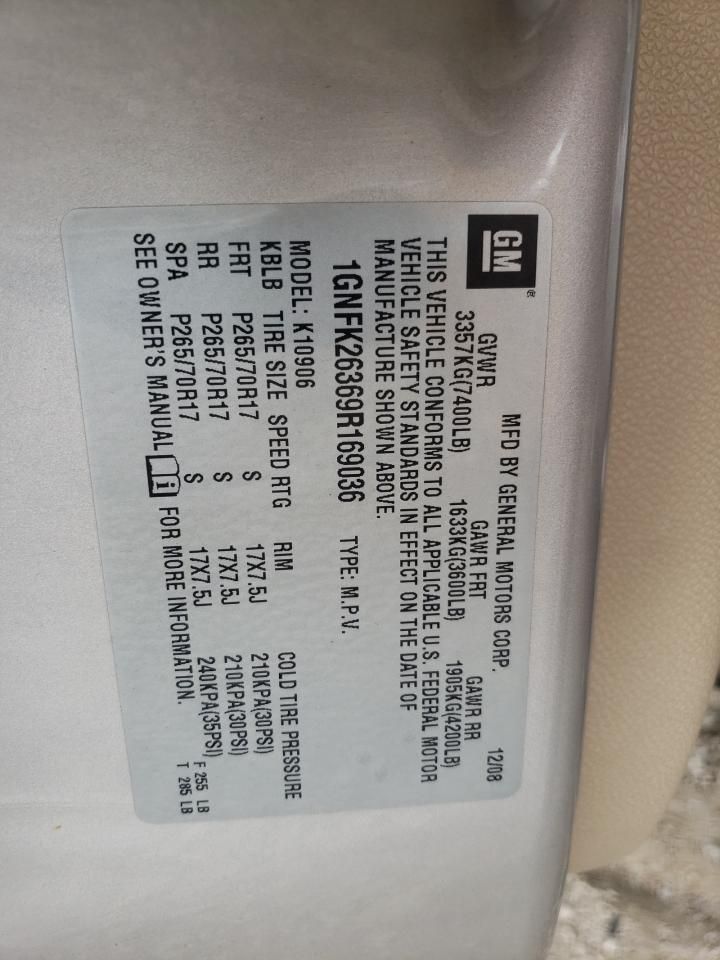 GM®
MFD BY GENERAL MOTORS CORP. 12/08
GVWR GAWR FRT GAWR RR
3357KG(7400LB) 1633KG(3600LB) 1905KG(4200LB)
THIS VEHICLE CONFORMS TO ALL APPLICABLE U.S. FEDERAL MOTOR
VEHICLE SAFETY STANDARDS IN EFFECT ON THE DATE OF
MANUFACTURE SHOWN ABOVE.
1GNFK26369R169036 TYPE: M.P.V.
MODEL: K10906
KBLB TIRE SIZE SPEED RTG RIM COLD TIRE PRESSURE
FRT P265/70R17 S 17X7.5J 210KPA(30PSI)
RR P265/70R17 S 17X7.5J 210KPA(30PSI)
SPA P265/70R17 S 17X7.5J 240KPA(35PSI) F 255 LB
SEE OWNER'S MANUAL i FOR MORE INFORMATION. T 285 LB